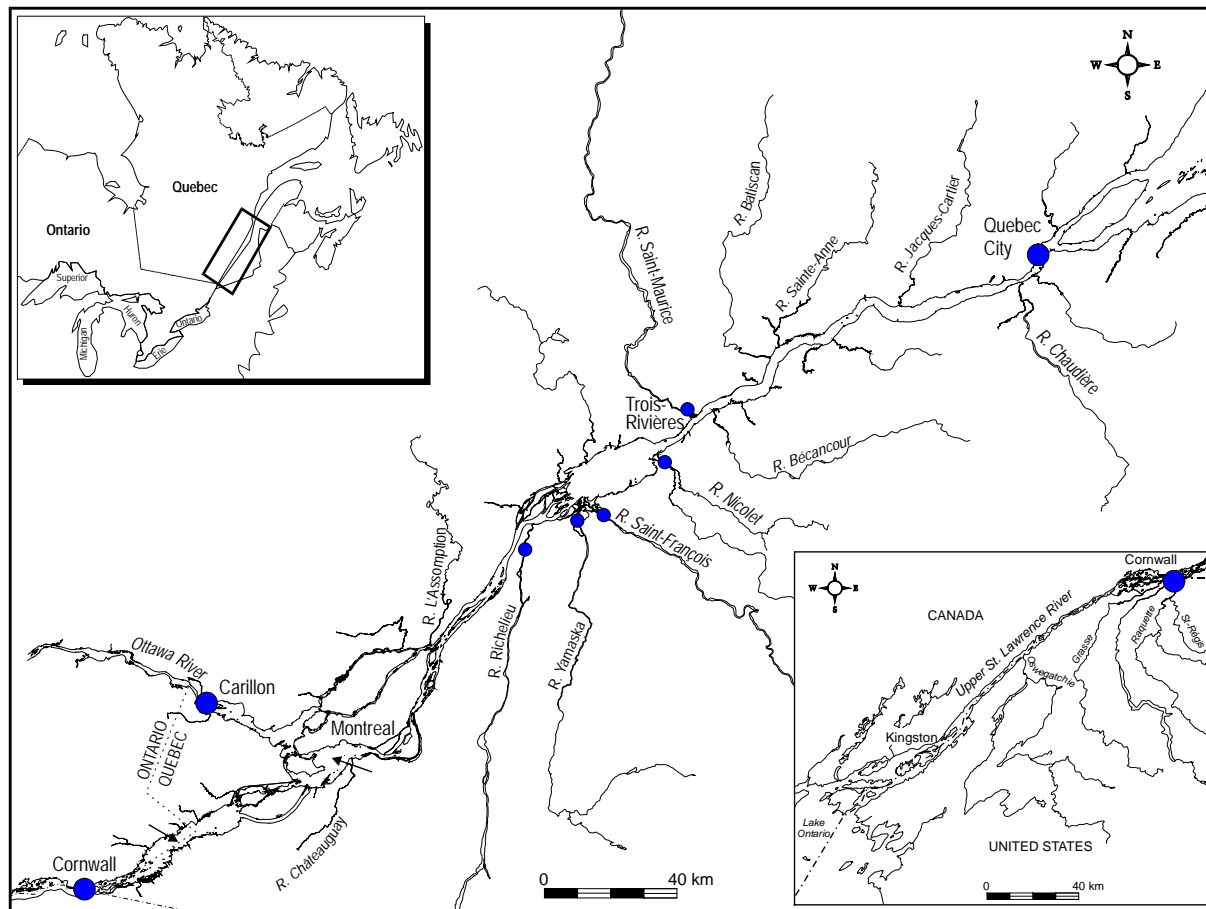 Quebec
Ontario
Superior
Huron
Michigan
Ontario
Erie
N
W E
S
R. Saint-Maurice
R. Batiscan
R. Sainte-Anne
R. Jacques-Cartier
Quebec
City
R. Chaudière
Trois-
Rivières
R. Bécancour
R. Nicolet
R. Saint-François
R. L'Assomption
R. Richelieu
R. Yamaska
Ottawa River
Carillon
Montreal
ONTARIO
QUEBEC
R. Châteauguay
Cornwall
0 40 km
Cornwall
N
W E
S
CANADA
Upper St. Lawrence River
Grasse
Raquette
St-Régis
Oswegatchie
Kingston
Lake
Ontario
UNITED STATES
0 40 km